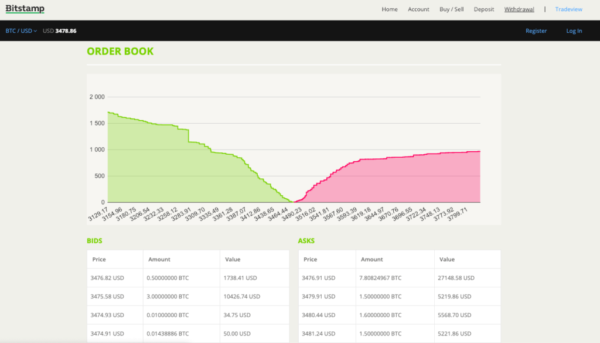 Bitstamp
Home Account Buy / Sell Deposit Withdrawal | Tradeview
BTC / USD USD 3478.86 Register Log In
ORDER BOOK
2 000
1 500
1 000
500
0
3129.17 3154.96 3180.75 3206.54 3232.33 3258.12 3283.91 3309.70 3335.49 3361.28 3387.07 3412.86 3438.65 3464.44 3490.23 3516.02 3541.81 3567.60 3593.39 3619.18 3644.97 3670.76 3696.55 3722.34 3748.13 3773.92 3799.71
BIDS ASKS
Price Amount Value Price Amount Value
3476.82 USD 0.50000000 BTC 1738.41 USD 3476.91 USD 7.80824967 BTC 27148.58 USD
3475.58 USD 3.00000000 BTC 10426.74 USD 3479.91 USD 1.50000000 BTC 5219.86 USD
3474.93 USD 0.01000000 BTC 34.75 USD 3480.44 USD 1.60000000 BTC 5568.70 USD
3474.91 USD 0.01438886 BTC 50.00 USD 3481.24 USD 1.50000000 BTC 5221.86 USD